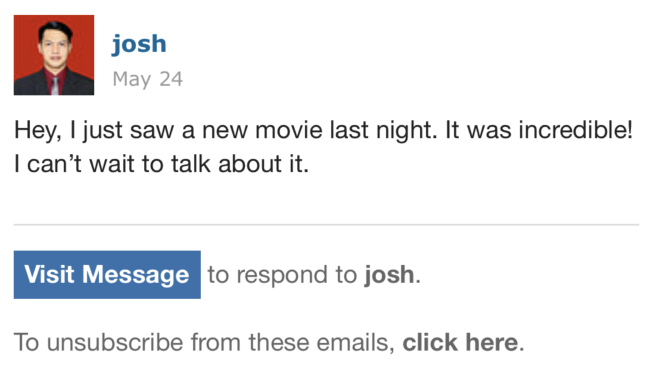 josh
May 24
Hey, I just saw a new movie last night. It was incredible!
I can’t wait to talk about it.
Visit Message to respond to josh.
To unsubscribe from these emails, click here.